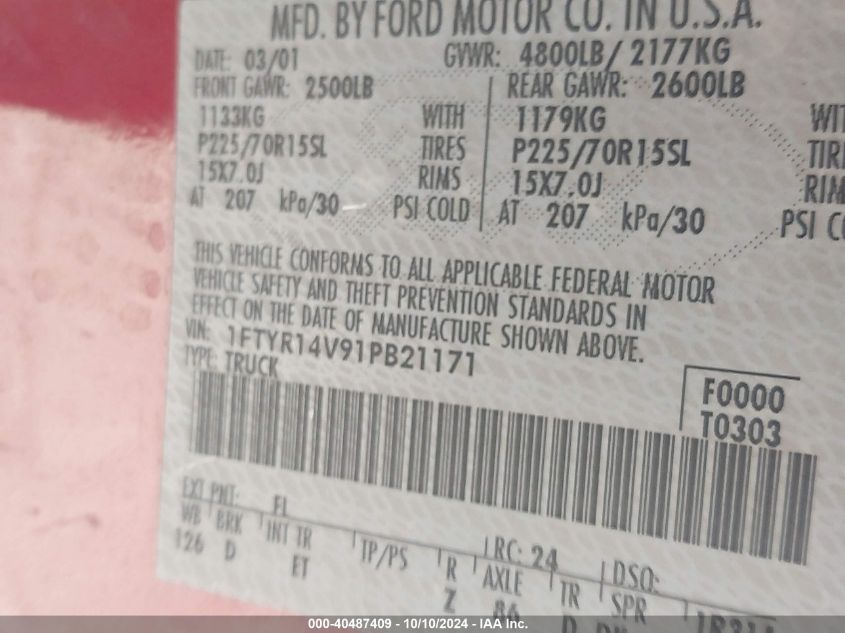 MFD. BY FORD MOTOR CO. IN U.S.A.
DATE: 03/01 GVWR: 4800LB/ 2177KG
FRONT GAWR: 2500LB REAR GAWR: 2600LB
1133KG WITH 1179KG
P225/70R15SL TIRES P225/70R15SL
15X7.0J RIMS 15X7.0J
AT 207 kPa/30 PSI COLD AT 207 kPa/30 PSI
THIS VEHICLE CONFORMS TO ALL APPLICABLE FEDERAL MOTOR
VEHICLE SAFETY AND THEFT PREVENTION STANDARDS IN
EFFECT ON THE DATE OF MANUFACTURE SHOWN ABOVE.
VIN: 1FTYR14V91PB21171
TYPE: TRUCK
F0000
T0303
EXT PNT: FL RC: 24 DSO:
WB BRK INT TR TP/PS R AXLE TR SPR
126 D ET Z 86
000-40487409 - 10/10/2024 - IAA Inc.